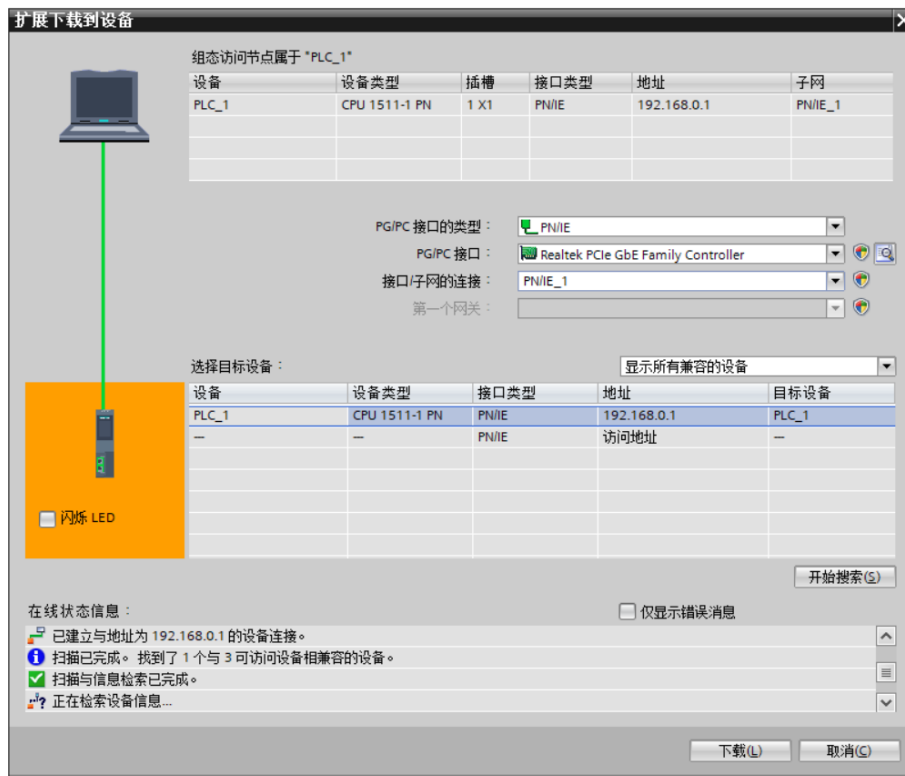 扩展下载到设备
组态访问节点属于 "PLC_1"
设备 设备类型 插槽 接口类型 地址 子网
PLC_1 CPU 1511-1 PN 1 X1 PN/IE 192.168.0.1 PN/IE_1
PG/PC 接口的类型： PN/IE
PG/PC 接口： Realtek PCIe GbE Family Controller
接口/子网的连接： PN/IE_1
第一个网关：
选择目标设备： 显示所有兼容的设备
设备 设备类型 接口类型 地址 目标设备
PLC_1 CPU 1511-1 PN PN/IE 192.168.0.1 PLC_1
— — PN/IE 访问地址 —
闪烁 LED
开始搜索(S)
在线状态信息： 仅显示错误消息
已建立与地址为 192.168.0.1 的设备连接。
扫描已完成。 找到了 1 个与 3 可访问设备相兼容的设备。
扫描与信息检索已完成。
正在检索设备信息...
下载(L) 取消(C)